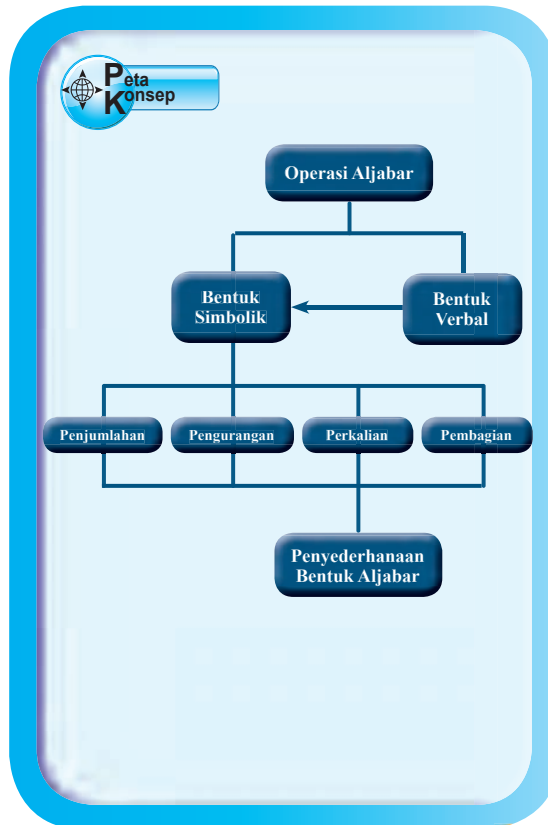 Peta
Konsep
Operasi Aljabar
Bentuk
Simbolik
Bentuk
Verbal
Penjumlahan
Pengurangan
Perkalian
Pembagian
Penyederhanaan
Bentuk Aljabar